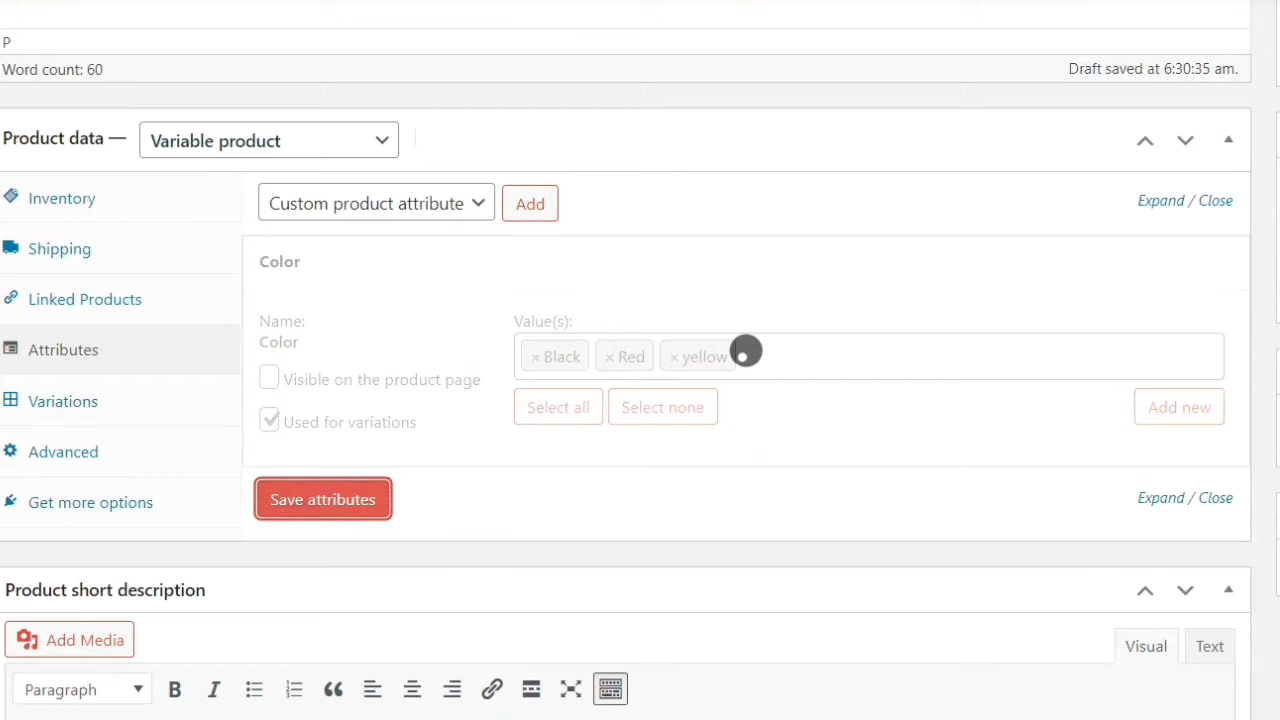 P
Word count: 60
Draft saved at 6:30:35 am.
Product data —
Variable product
Inventory
Shipping
Linked Products
Attributes
Variations
Advanced
Get more options
Custom product attribute
Add
Expand / Close
Color
Name:
Color
Visible on the product page
Used for variations
Value(s):
× Black
× Red
× yellow
Select all
Select none
Add new
Save attributes
Expand / Close
Product short description
Add Media
Visual
Text
Paragraph
B
I